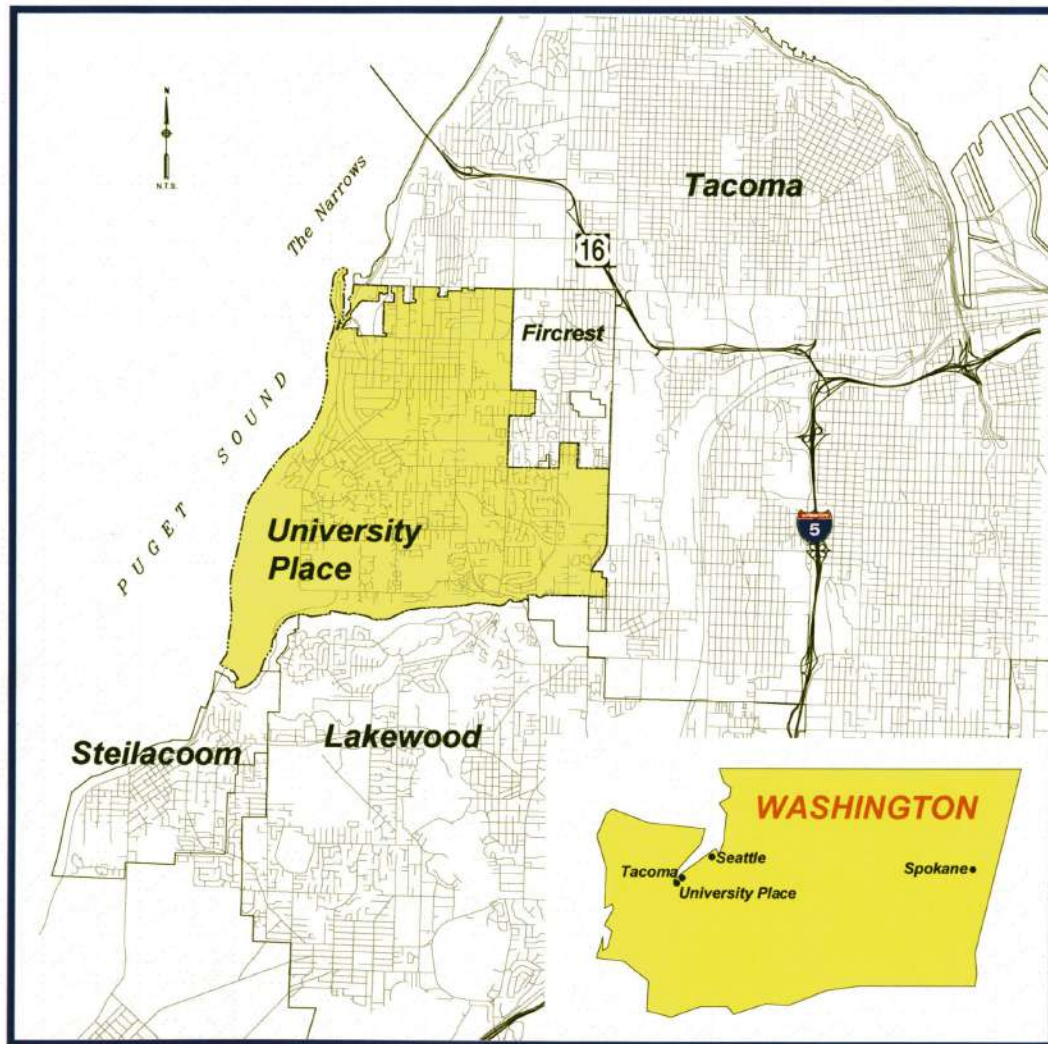 N
N.T.S.
The Narrows
Tacoma
16
Fircrest
PUGET SOUND
University
Place
5
Steilacoom
Lakewood
WASHINGTON
Seattle
Tacoma
University Place
Spokane